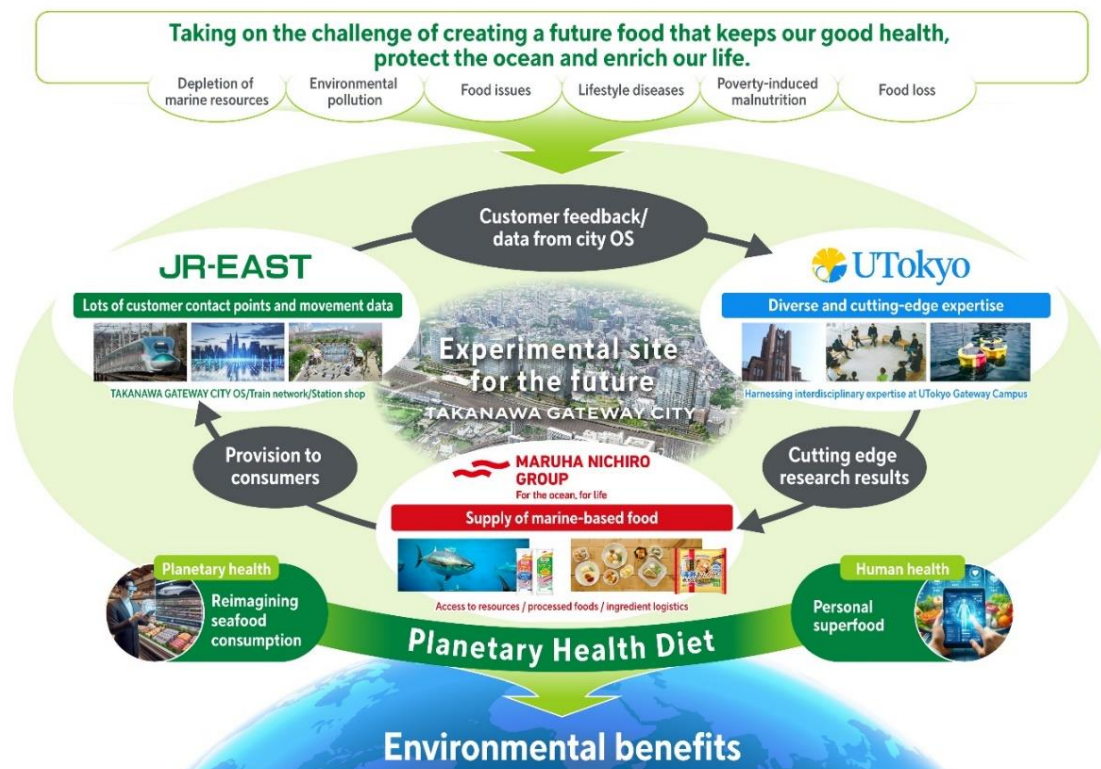 Taking on the challenge of creating a future food that keeps our good health,
protect the ocean and enrich our life.
Depletion of
marine resources
Environmental
pollution
Food issues
Lifestyle diseases
Poverty-induced
malnutrition
Food loss
Customer feedback/
data from city OS
JR-EAST
Lots of customer contact points and movement data
TAKANAWA GATEWAY CITY OS/Train network/Station shop
UTokyo
Diverse and cutting-edge expertise
Harnessing interdisciplinary expertise at UTokyo Gateway Campus
Experimental site
for the future
TAKANAWA GATEWAY CITY
Provision to
consumers
Cutting edge
research results
MARUHA NICHIRO
GROUP
For the ocean, for life
Supply of marine-based food
Access to resources / processed foods / ingredient logistics
Planetary health
Reimagining
seafood
consumption
Human health
Personal
superfood
Planetary Health Diet
Environmental benefits